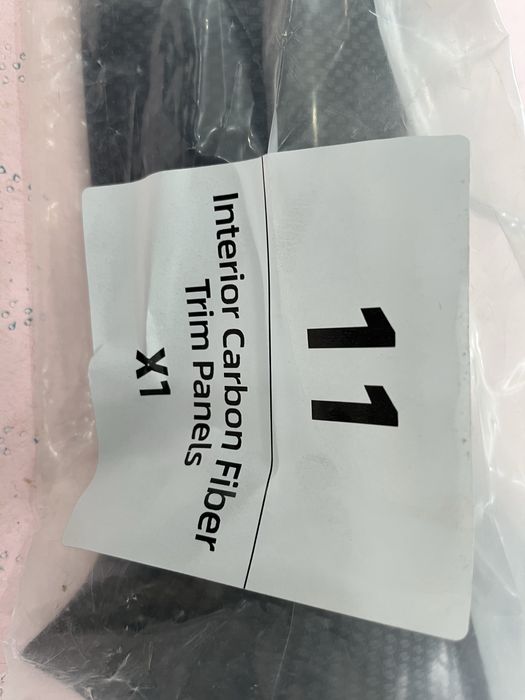 11
Interior Carbon Fiber
Trim Panels
X1